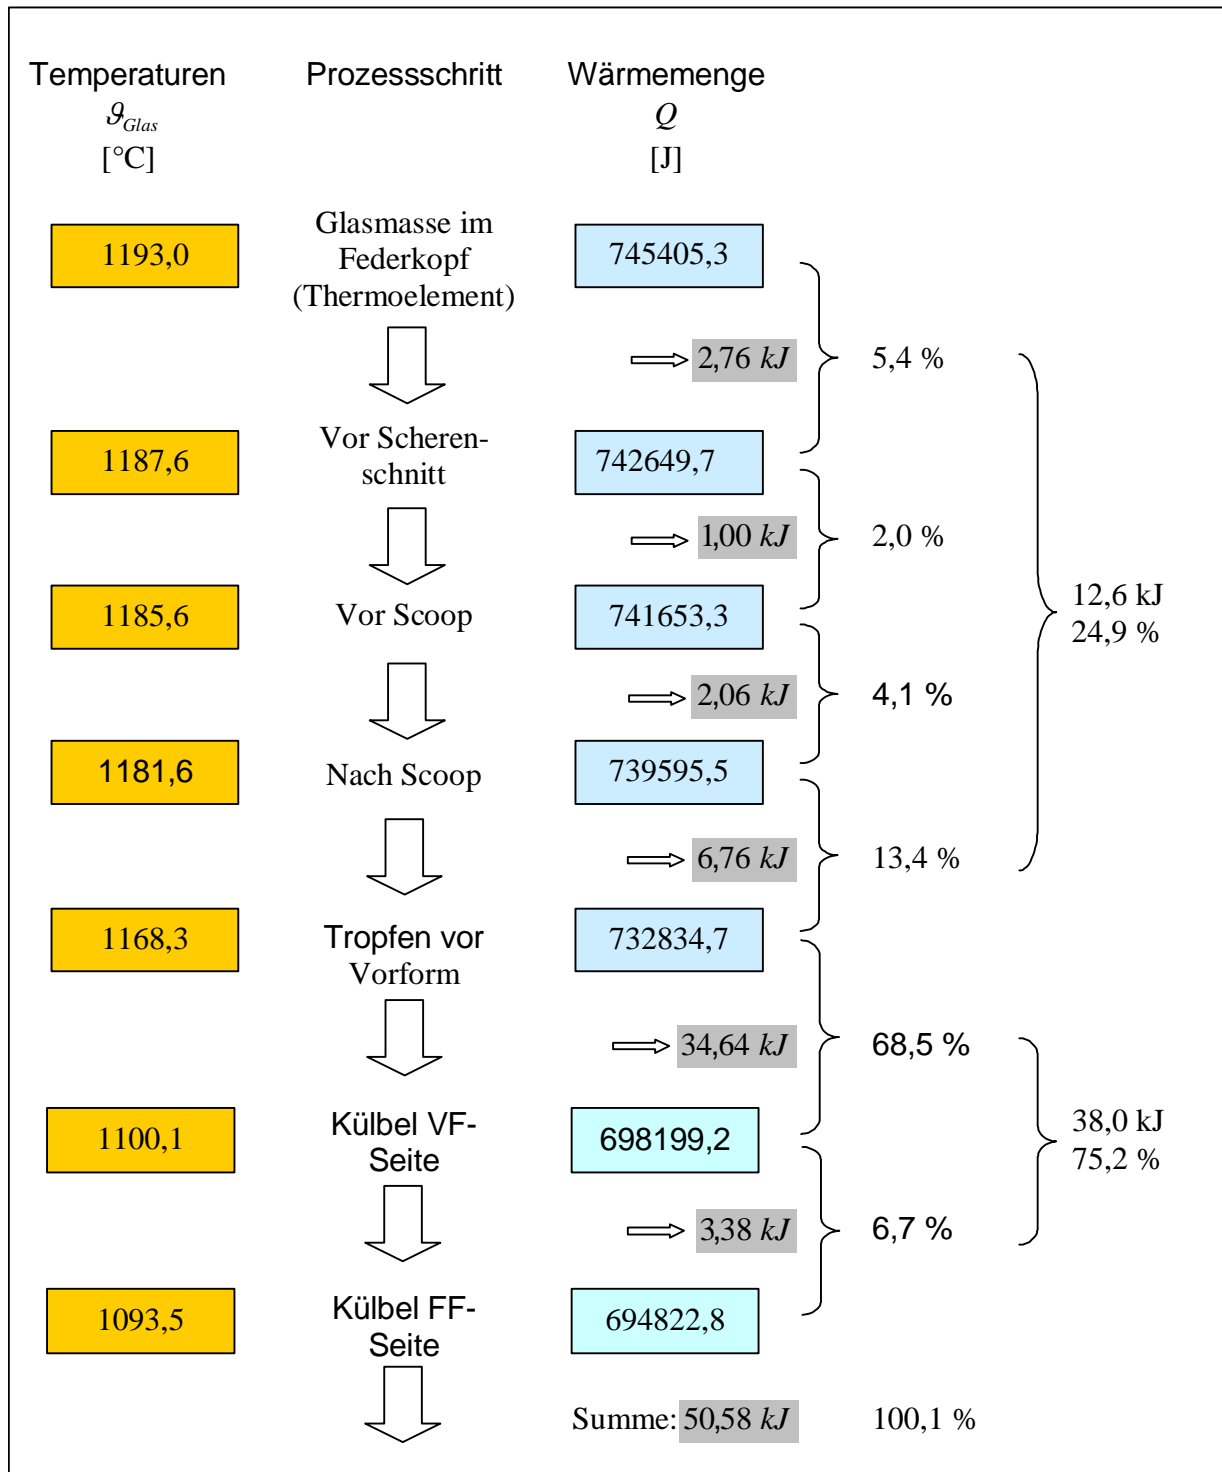 Temperaturen Prozessschritt Wärmemenge
ϑGlas Q
[°C] [J]
1193,0
Glasmasse im
Federkopf
(Thermoelement)
745405,3
2,76 kJ
5,4 %
1187,6
Vor Scheren-
schnitt
742649,7
1,00 kJ
2,0 %
1185,6
Vor Scoop
741653,3
12,6 kJ
24,9 %
2,06 kJ
4,1 %
1181,6
Nach Scoop
739595,5
6,76 kJ
13,4 %
1168,3
Tropfen vor
Vorform
732834,7
34,64 kJ
68,5 %
1100,1
Külbel VF-
Seite
698199,2
38,0 kJ
75,2 %
3,38 kJ
6,7 %
1093,5
Külbel FF-
Seite
694822,8
Summe: 50,58 kJ 100,1 %